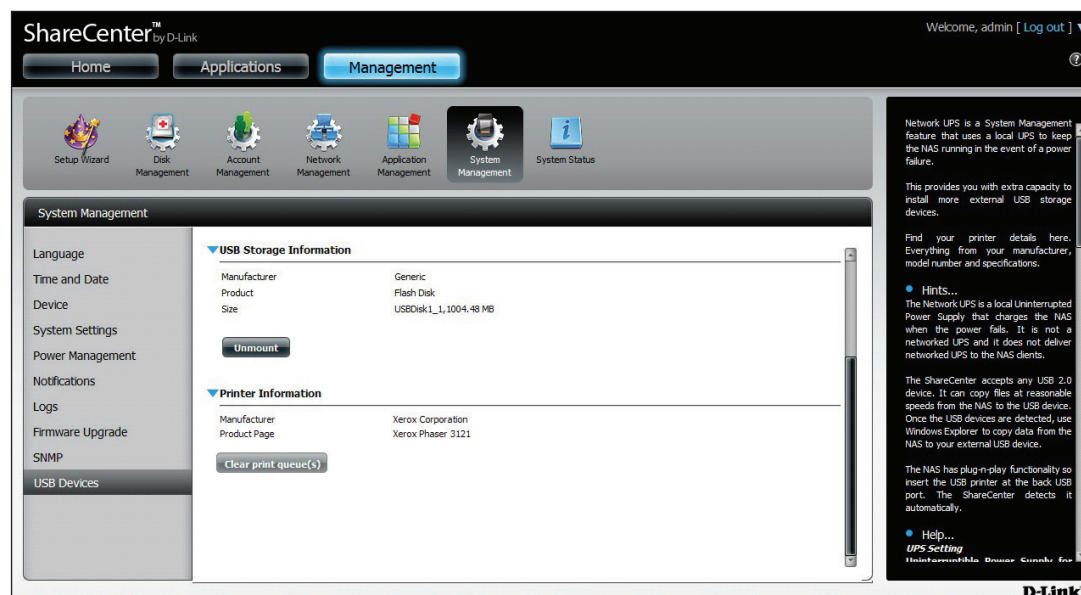 ShareCenter™ by D-Link
Welcome, admin [ Log out ]
Home
Applications
Management
Setup Wizard
Disk
Management
Account
Management
Network
Management
Application
Management
System
Management
System Status
System Management
Language
Time and Date
Device
System Settings
Power Management
Notifications
Logs
Firmware Upgrade
SNMP
USB Devices
USB Storage Information
Manufacturer Generic
Product Flash Disk
Size USBDisk1_1,1004.48 MB
Unmount
Printer Information
Manufacturer Xerox Corporation
Product Page Xerox Phaser 3121
Clear print queue(s)
Network UPS is a System Management
feature that uses a local UPS to keep
the NAS running in the event of a power
failure.
This provides you with extra capacity to
install more external USB storage
devices.
Find your printer details here.
Everything from your manufacturer,
model number and specifications.
Hints...
The Network UPS is a local Uninterrupted
Power Supply that charges the NAS
when the power fails. It is not a
networked UPS and it does not deliver
networked UPS to the NAS clients.
The ShareCenter accepts any USB 2.0
device. It can copy files at reasonable
speeds from the NAS to the USB device.
Once the USB devices are detected, use
Windows Explorer to copy data from the
NAS to your external USB device.
The NAS has plug-n-play functionality so
insert the USB printer at the back USB
port. The ShareCenter detects it
automatically.
Help...
UPS Setting
Uninterruptible Power Supply for
D-Link